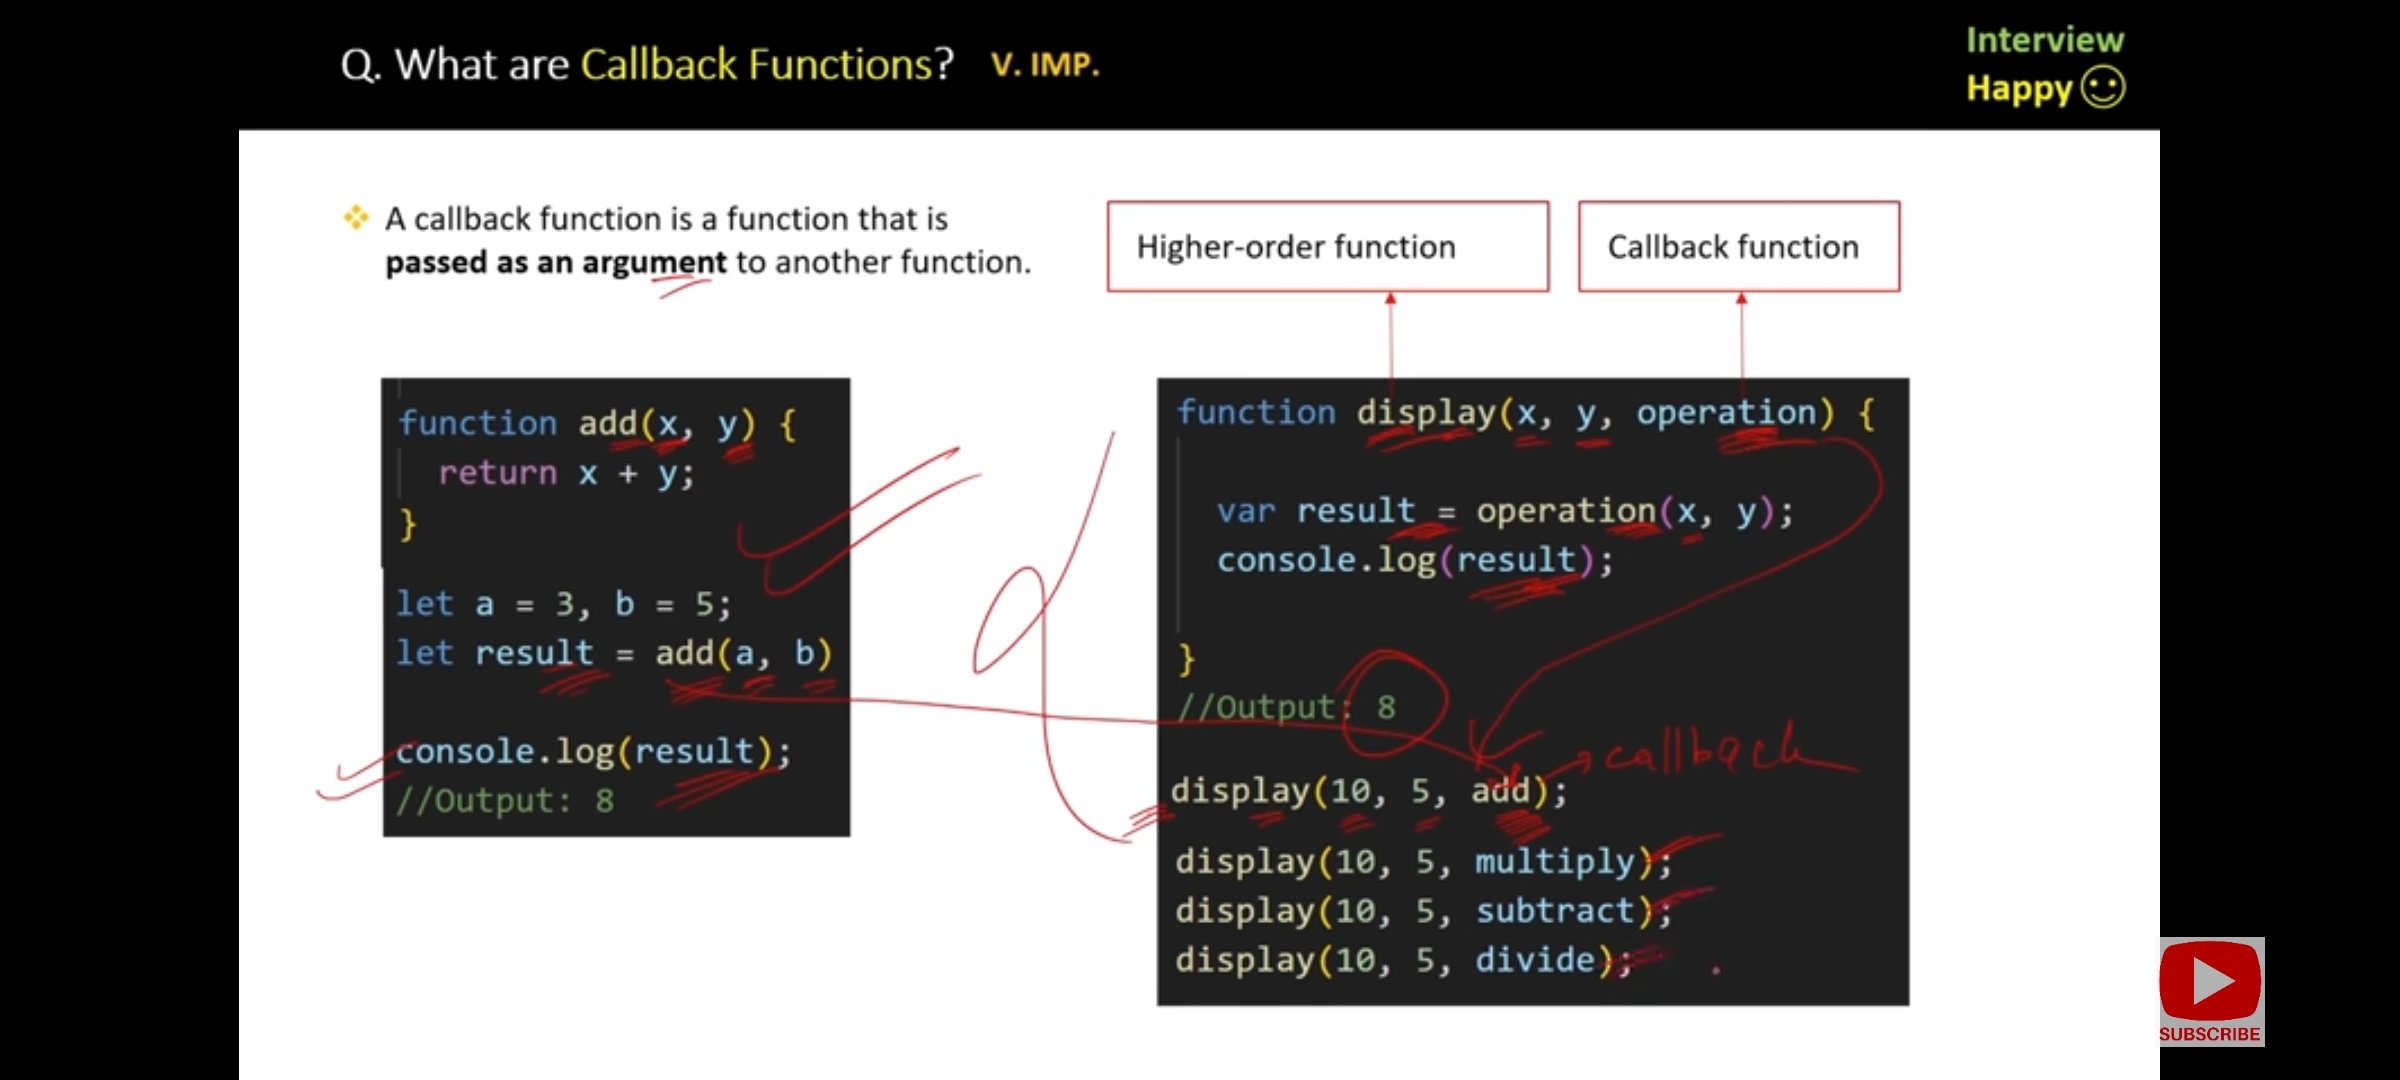 Q. What are Callback Functions? V. IMP.
Interview
Happy
A callback function is a function that is
passed as an argument to another function.
function add(x, y) {
return x + y;
}
let a = 3, b = 5;
let result = add(a, b)
console.log(result);
//Output: 8
Higher-order function
Callback function
function display(x, y, operation) {
var result = operation(x, y);
console.log(result);
}
//Output: 8
callback
display(10, 5, add);
display(10, 5, multiply);
display(10, 5, subtract);
display(10, 5, divide);
SUBSCRIBE